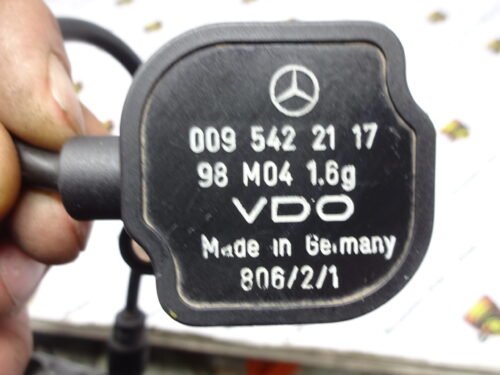 009 542 21 17
98 M04 1.6g
VDO
Made in Germany
806/2/1